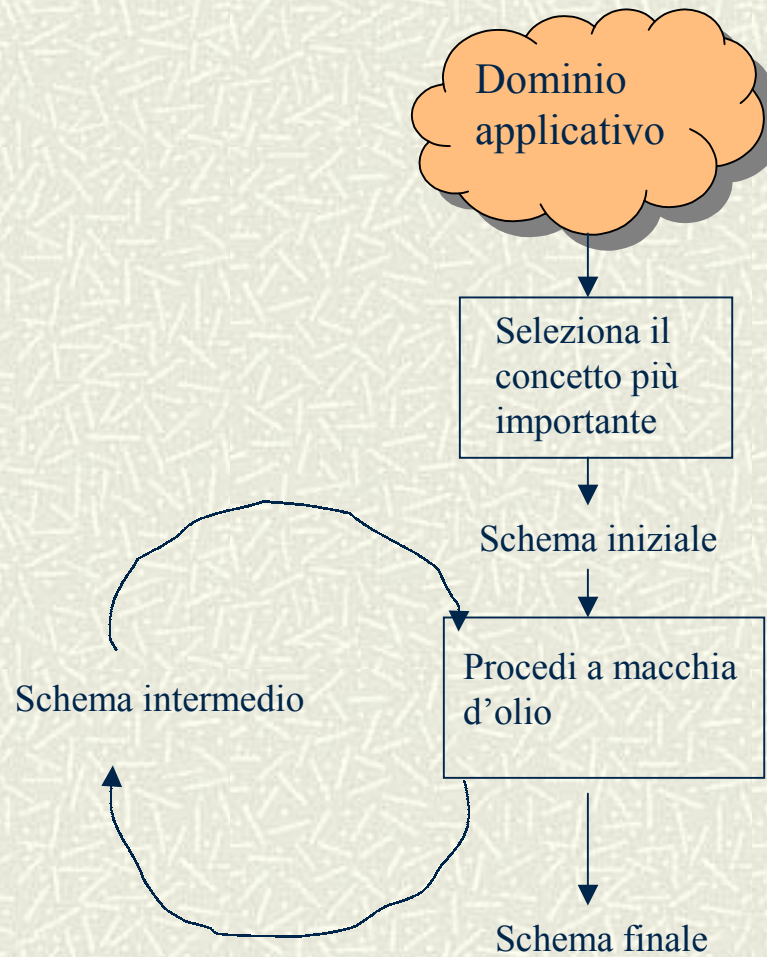 Dominio
applicativo
Seleziona il
concetto più
importante
Schema iniziale
Procedi a macchia
d’olio
Schema intermedio
Schema finale